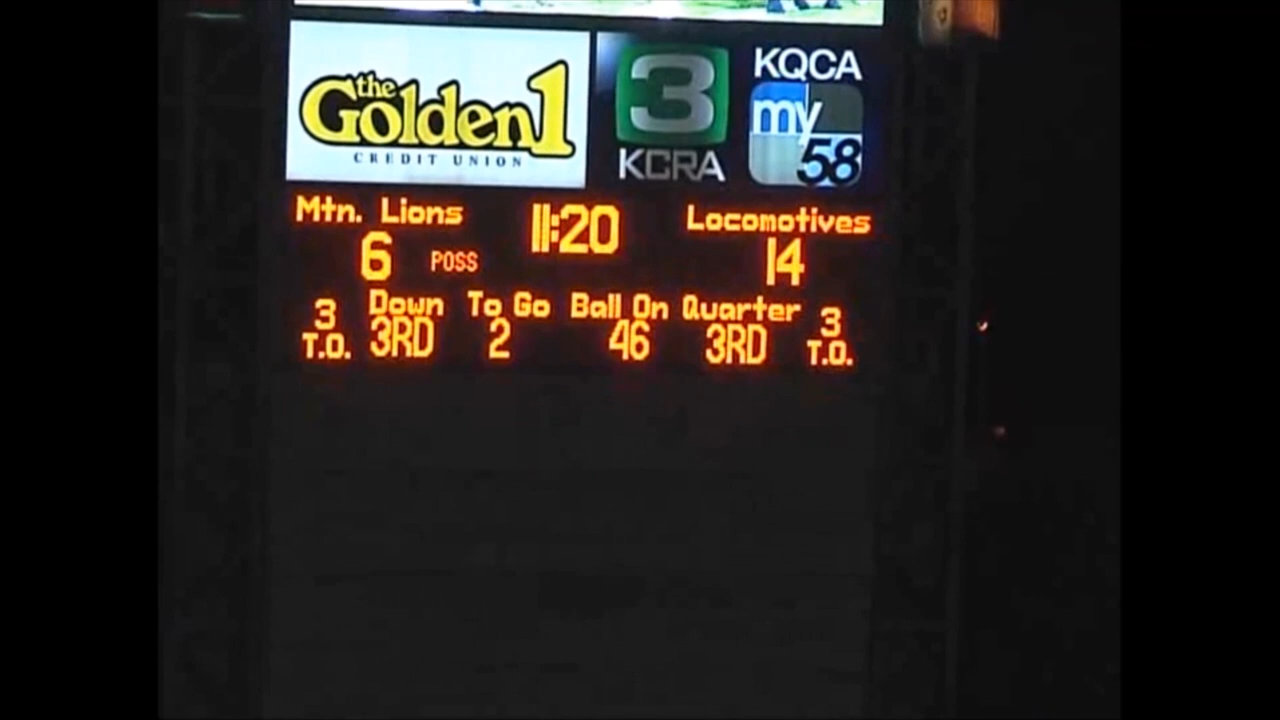 the
Golden1
CREDIT UNION
3
KCRA
KQCA
my
58
Mtn. Lions 11:20 Locomotives
6 POSS 14
3 Down To Go Ball On Quarter 3
T.O. 3RD 2 46 3RD T.O.